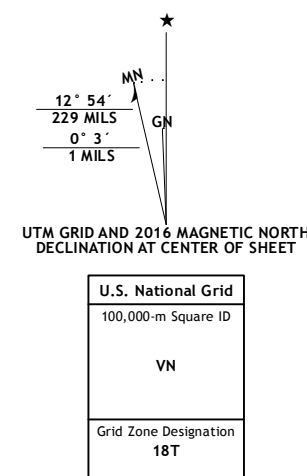 MN
12° 54´
229 MILS
GN
0° 3´
1 MILS
UTM GRID AND 2016 MAGNETIC NORTH
DECLINATION AT CENTER OF SHEET
U.S. National Grid
100,000-m Square ID
VN
Grid Zone Designation
18T